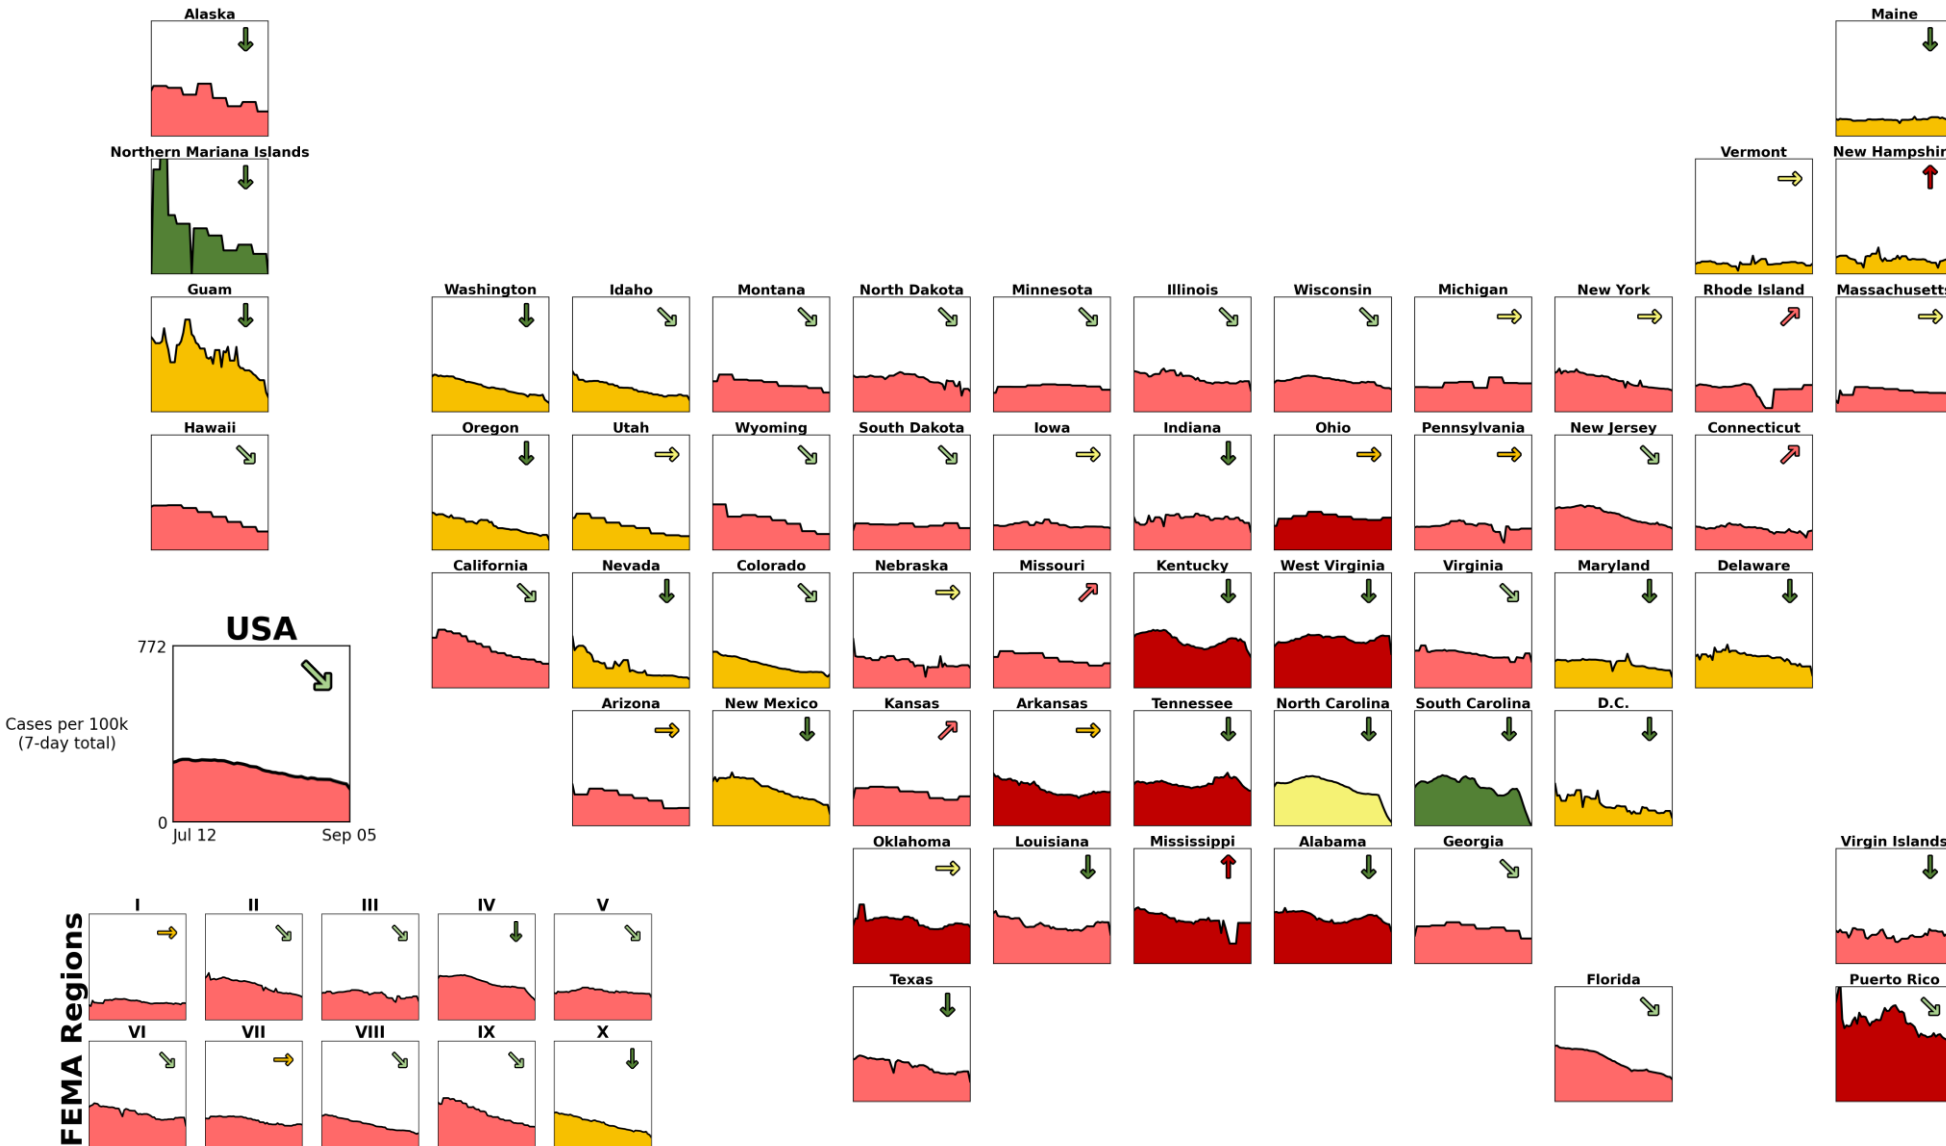 Alaska
Maine
Northern Mariana Islands
Vermont
New Hampshir
Guam
Washington
Idaho
Montana
North Dakota
Minnesota
Illinois
Wisconsin
Michigan
New York
Rhode Island
Massachusetts
Hawaii
Oregon
Utah
Wyoming
South Dakota
Iowa
Indiana
Ohio
Pennsylvania
New Jersey
Connecticut
California
Nevada
Colorado
Nebraska
Missouri
Kentucky
West Virginia
Virginia
Maryland
Delaware
USA
772
Cases per 100k
(7-day total)
0
Jul 12
Sep 05
Arizona
New Mexico
Kansas
Arkansas
Tennessee
North Carolina
South Carolina
D.C.
Oklahoma
Louisiana
Mississippi
Alabama
Georgia
Virgin Islands
Texas
Florida
Puerto Rico
FEMA Regions
I
II
III
IV
V
VI
VII
VIII
IX
X